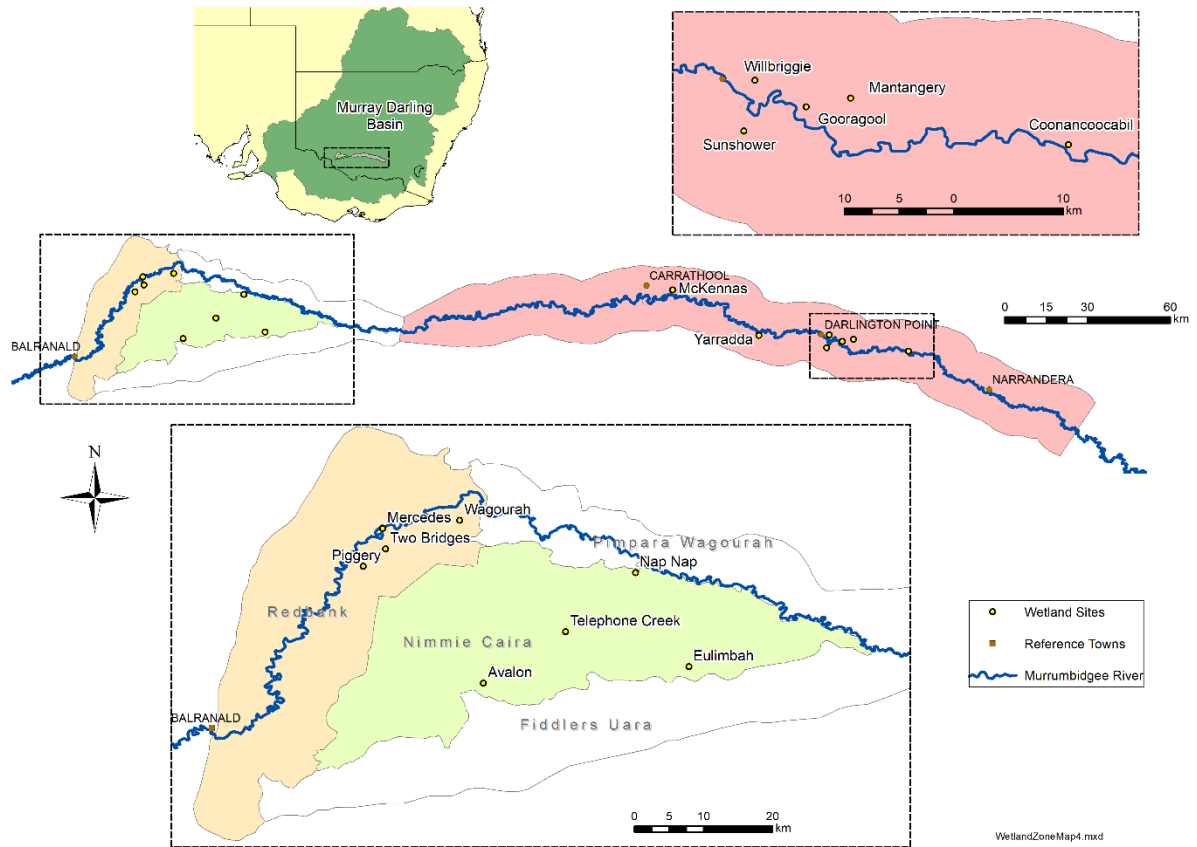 Murray Darling
Basin
Willbriggie
Mantangery
Gooragool
Coonancoocabil
Sunshower
10 5 0 10
km
CARRATHOOL
McKennas
0 15 30 60
km
DARLINGTON POINT
Yarradda
BALRANALD
NARRANDERA
N
Mercedes
Wagourah
Two Bridges
Pimpara Wagourah
Piggery
Nap Nap
Redbank
Telephone Creek
Nimmie Caira
Eulimbah
Avalon
BALRANALD
Fiddlers Uara
Wetland Sites
Reference Towns
Murrumbidgee River
0 5 10 20
km
WetlandZoneMap4.mxd